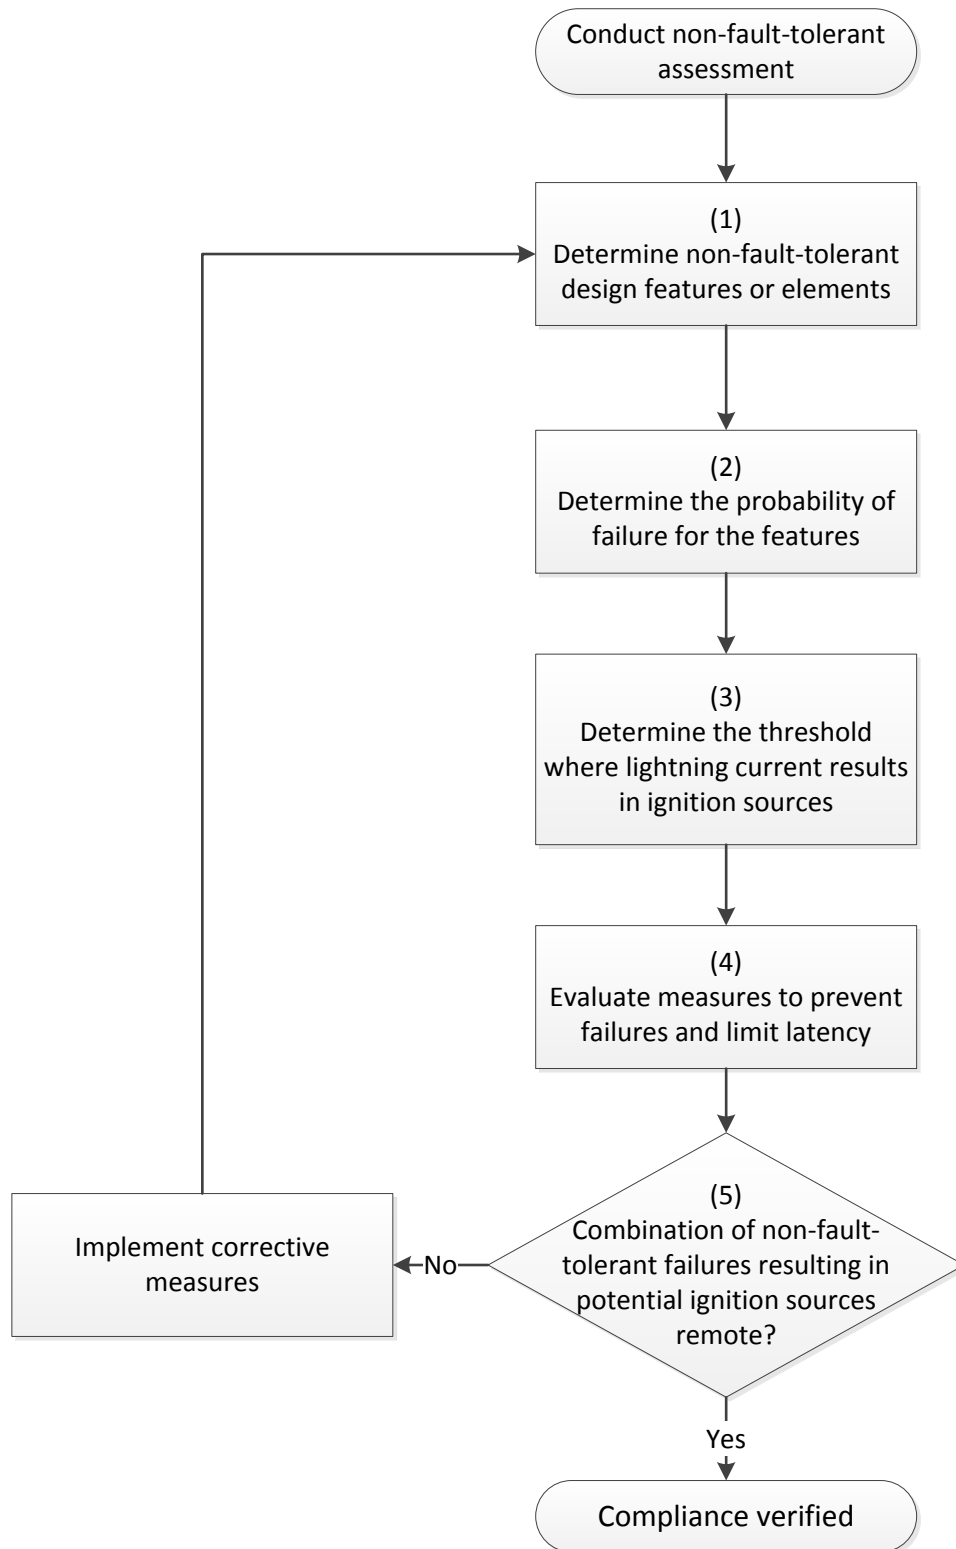 Conduct non-fault-tolerant
assessment
(1)
Determine non-fault-tolerant
design features or elements
(2)
Determine the probability of
failure for the features
(3)
Determine the threshold
where lightning current results
in ignition sources
(4)
Evaluate measures to prevent
failures and limit latency
(5)
Combination of non-fault-
tolerant failures resulting in
potential ignition sources
remote?
No
Implement corrective
measures
Yes
Compliance verified